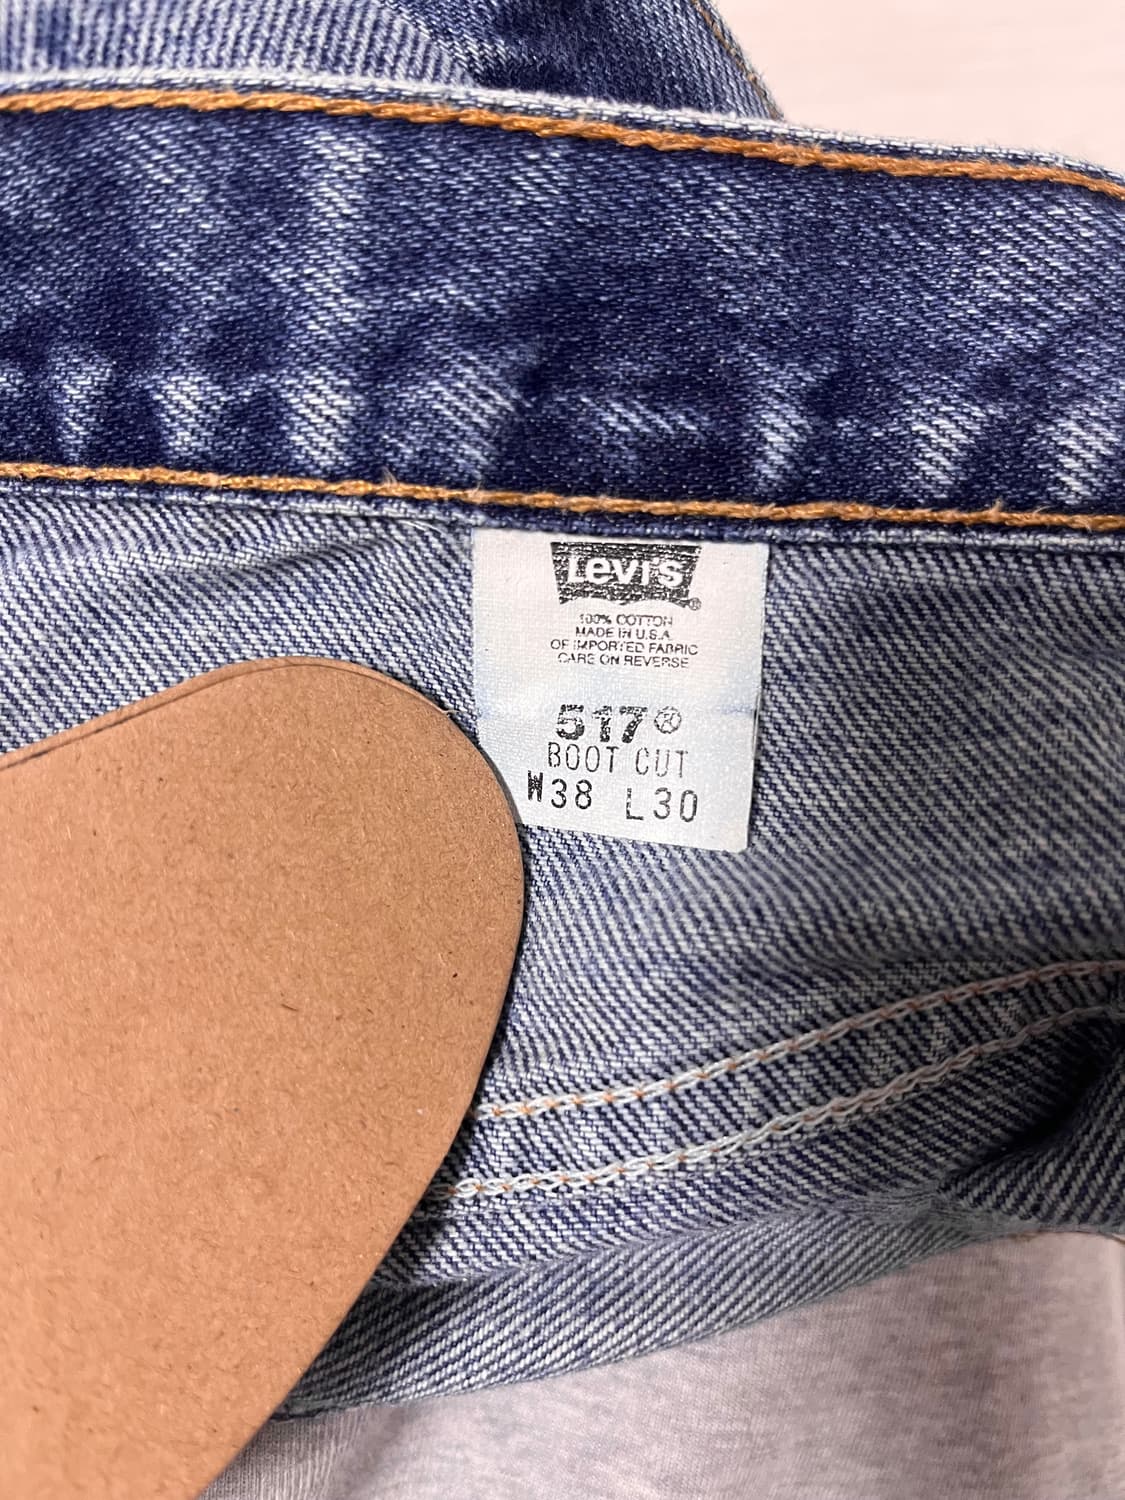 Levi's ®
100% COTTON
MADE IN U.S.A.
OF IMPORTED FABRIC
CARE ON REVERSE
517®
BOOT CUT
W38 L30